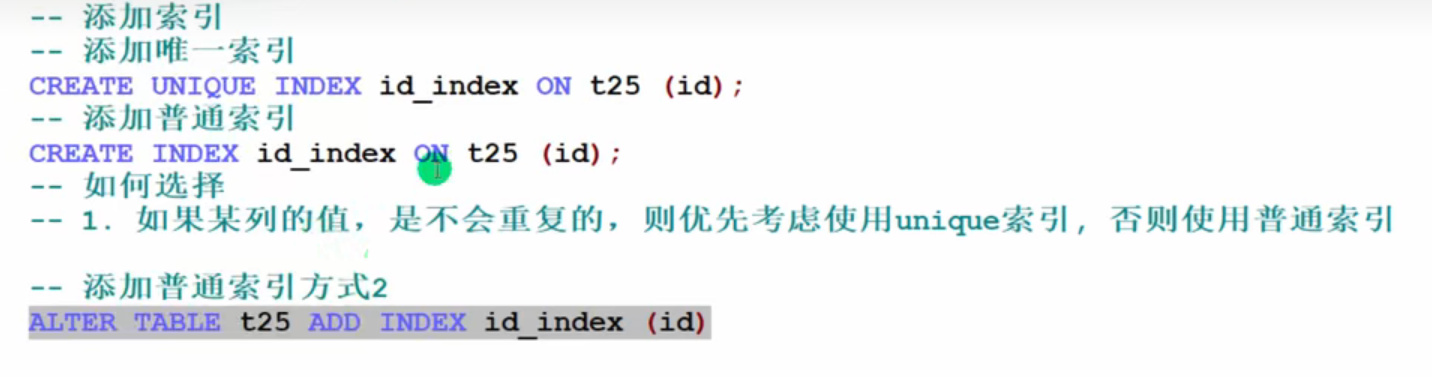 -- 添加索引
-- 添加唯一索引
CREATE UNIQUE INDEX id_index ON t25 (id);
-- 添加普通索引
CREATE INDEX id_index ON t25 (id);
-- 如何选择
-- 1. 如果某列的值，是不会重复的，则优先考虑使用unique索引, 否则使用普通索引
-- 添加普通索引方式2
ALTER TABLE t25 ADD INDEX id_index (id)